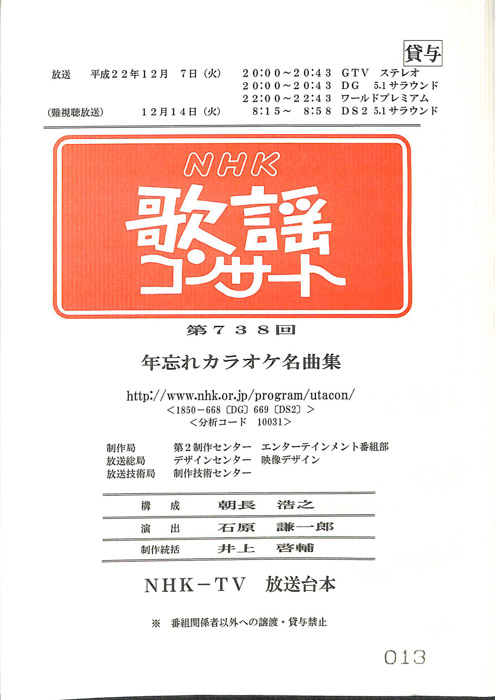 貸与
放送 平成22年12月 7日(火) 20:00~20:43 GTV ステレオ
20:00~20:43 DG 5.1サラウンド
22:00~22:43 ワールドプレミアム
(難視聴放送) 12月14日(火) 8:15~ 8:58 DS2 5.1サラウンド
NHK
歌謡
コンサート
第738回
年忘れカラオケ名曲集
http://www.nhk.or.jp/program/utacon/
<1850-668〔DG〕669〔DS2〕>
<分析コード 10031>
制作局 第2制作センター エンターテインメント番組部
放送総局 デザインセンター 映像デザイン
放送技術局 制作技術センター
構成 朝長 浩之
演出 石原 謙一郎
制作統括 井上 啓輔
NHK-TV 放送台本
※ 番組関係者以外への譲渡・貸与禁止
013